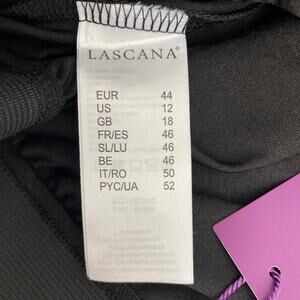 LASCANA®
EUR 44
US 12
GB 18
FR/ES 46
SL/LU 46
BE 46
IT/RO 50
PYC/UA 52